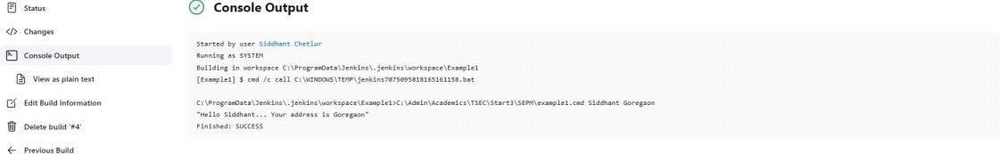 Status
Changes
Console Output
View as plain text
Edit Build Information
Delete build '#4'
Previous Build
Console Output
Started by user Siddhant Chetlur
Running as SYSTEM
Building in workspace C:\ProgramData\Jenkins\.jenkins\workspace\Example1
[Example1] $ cmd /c call C:\WINDOWS\TEMP\jenkins7075095818165161158.bat
C:\ProgramData\Jenkins\.jenkins\workspace\Example1>C:\Admin\Academics\TSEC\Start3\SEPM\example1.cmd Siddhant Goregaon
"Hello Siddhant... Your address is Goregaon"
Finished: SUCCESS